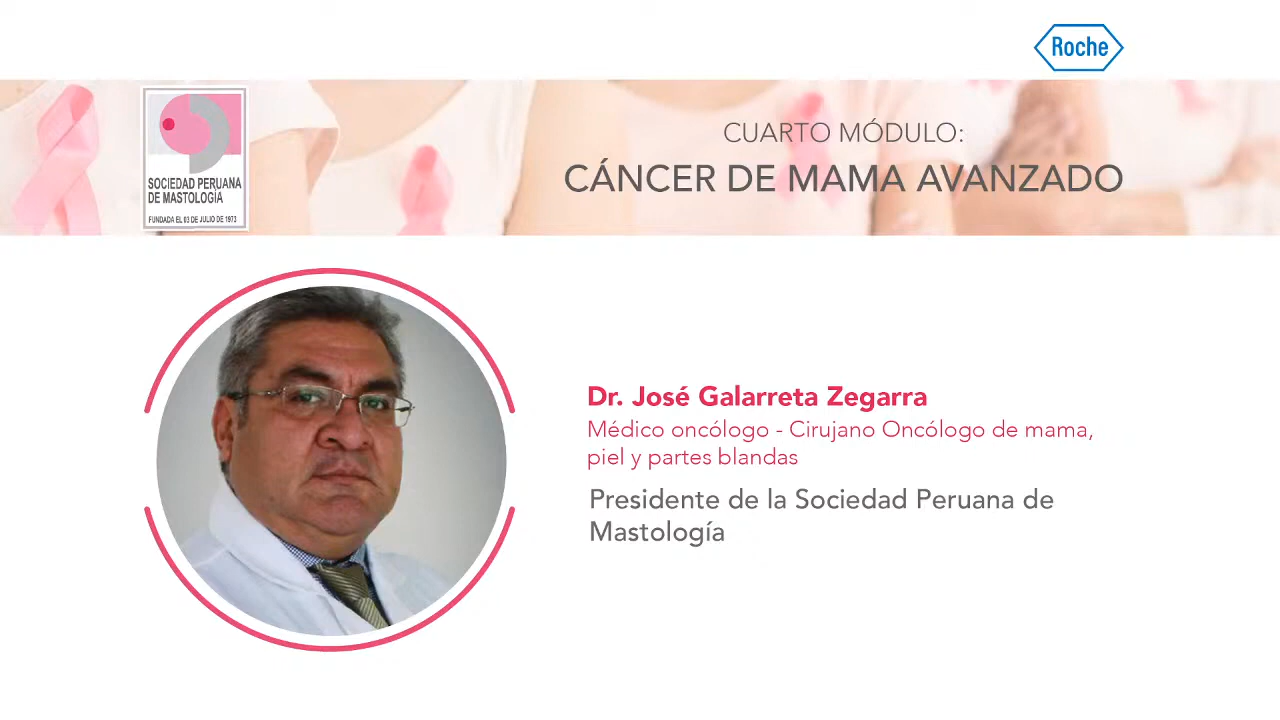 Roche
CUARTO MÓDULO:
CÁNCER DE MAMA AVANZADO
SOCIEDAD PERUANA
DE MASTOLOGÍA
FUNDADA EL 03 DE JULIO DE 1973
Dr. José Galarreta Zegarra
Médico oncólogo - Cirujano Oncólogo de mama,
piel y partes blandas
Presidente de la Sociedad Peruana de
Mastología